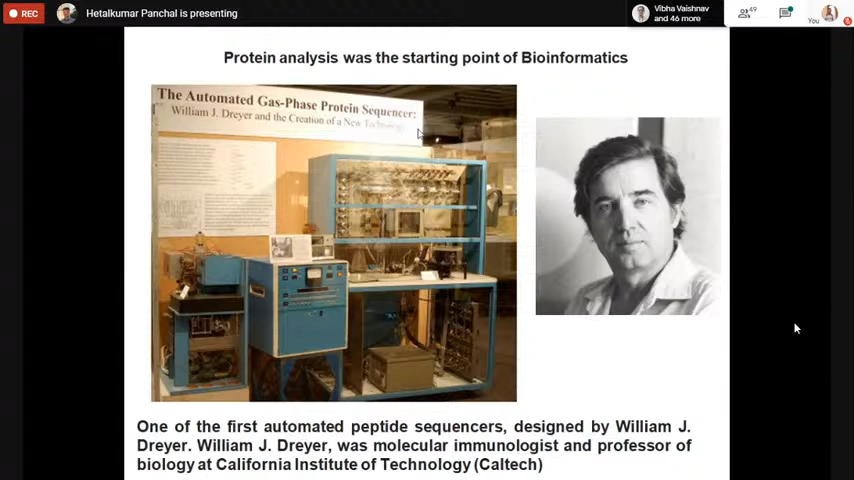 REC
Hetalkumar Panchal is presenting
Vibha Vaishnav
and 46 more
49
You
Protein analysis was the starting point of Bioinformatics
The Automated Gas-Phase Protein Sequencer:
William J. Dreyer and the Creation of a New Technology
One of the first automated peptide sequencers, designed by William J.
Dreyer. William J. Dreyer, was molecular immunologist and professor of
biology at California Institute of Technology (Caltech)